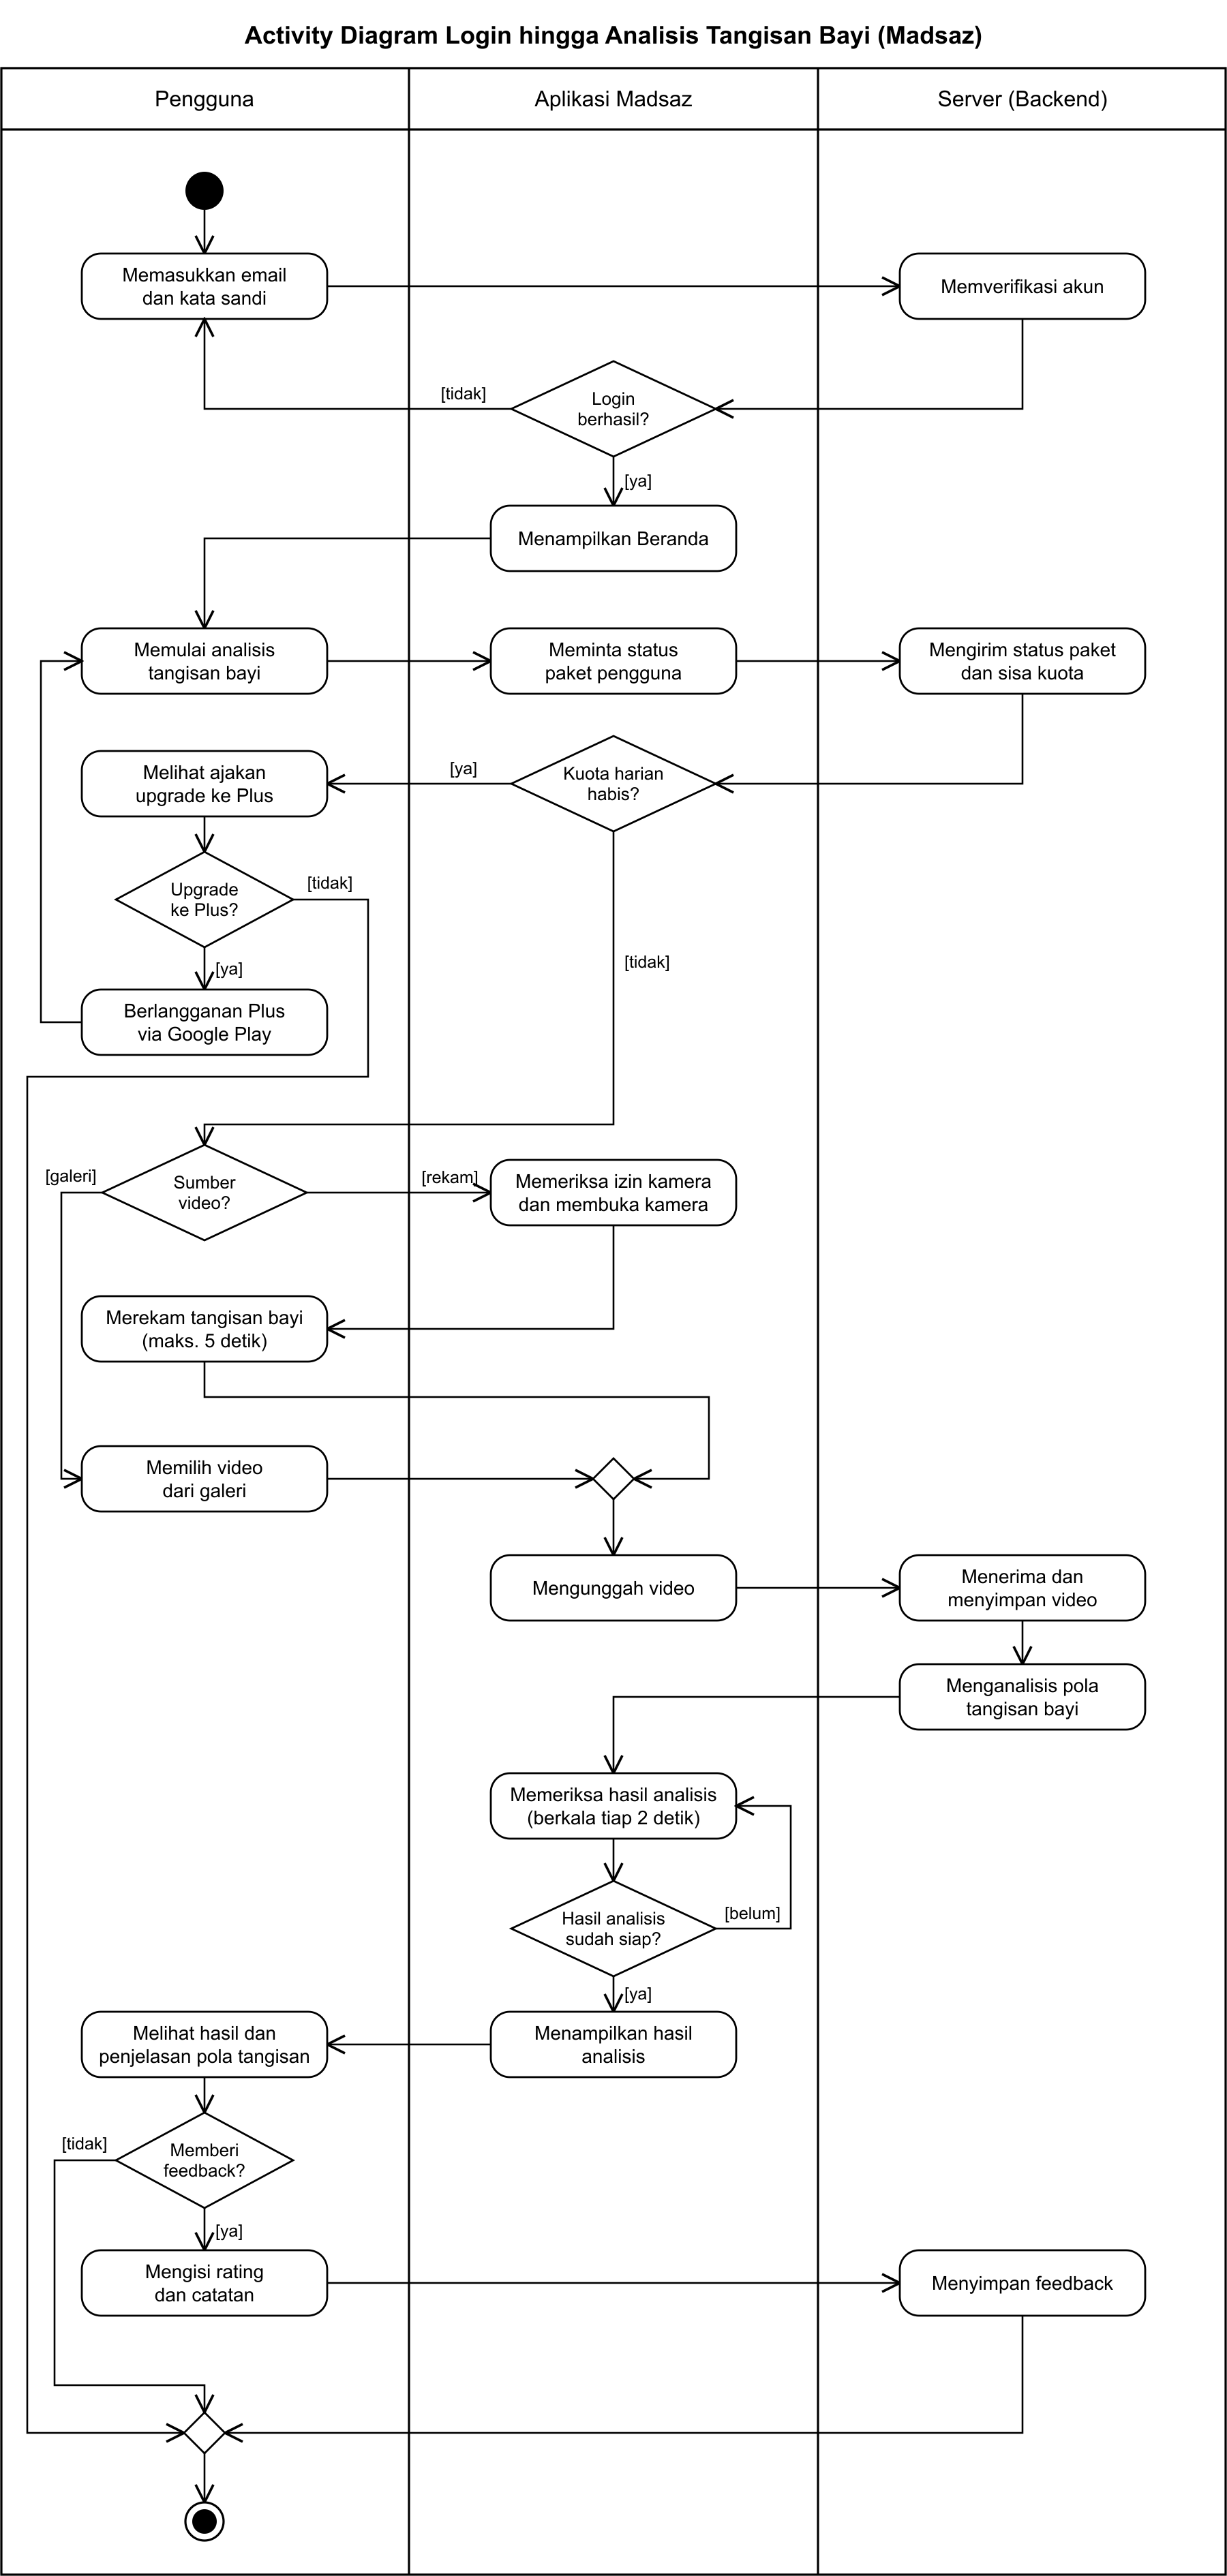 Activity Diagram Login hingga Analisis Tangisan Bayi (Madsaz)
Pengguna
Aplikasi Madsaz
Server (Backend)
Memasukkan email
dan kata sandi
Memverifikasi akun
[tidak]
Login
berhasil?
[ya]
Menampilkan Beranda
Memulai analisis
tangisan bayi
Meminta status
paket pengguna
Mengirim status paket
dan sisa kuota
Melihat ajakan
upgrade ke Plus
[ya]
Kuota harian
habis?
Upgrade
ke Plus?
[tidak]
[tidak]
[ya]
Berlangganan Plus
via Google Play
[galeri]
Sumber
video?
[rekam]
Memeriksa izin kamera
dan membuka kamera
Merekam tangisan bayi
(maks. 5 detik)
Memilih video
dari galeri
Mengunggah video
Menerima dan
menyimpan video
Menganalisis pola
tangisan bayi
Memeriksa hasil analisis
(berkala tiap 2 detik)
Hasil analisis
sudah siap?
[belum]
[ya]
Melihat hasil dan
penjelasan pola tangisan
Menampilkan hasil
analisis
[tidak]
Memberi
feedback?
[ya]
Mengisi rating
dan catatan
Menyimpan feedback